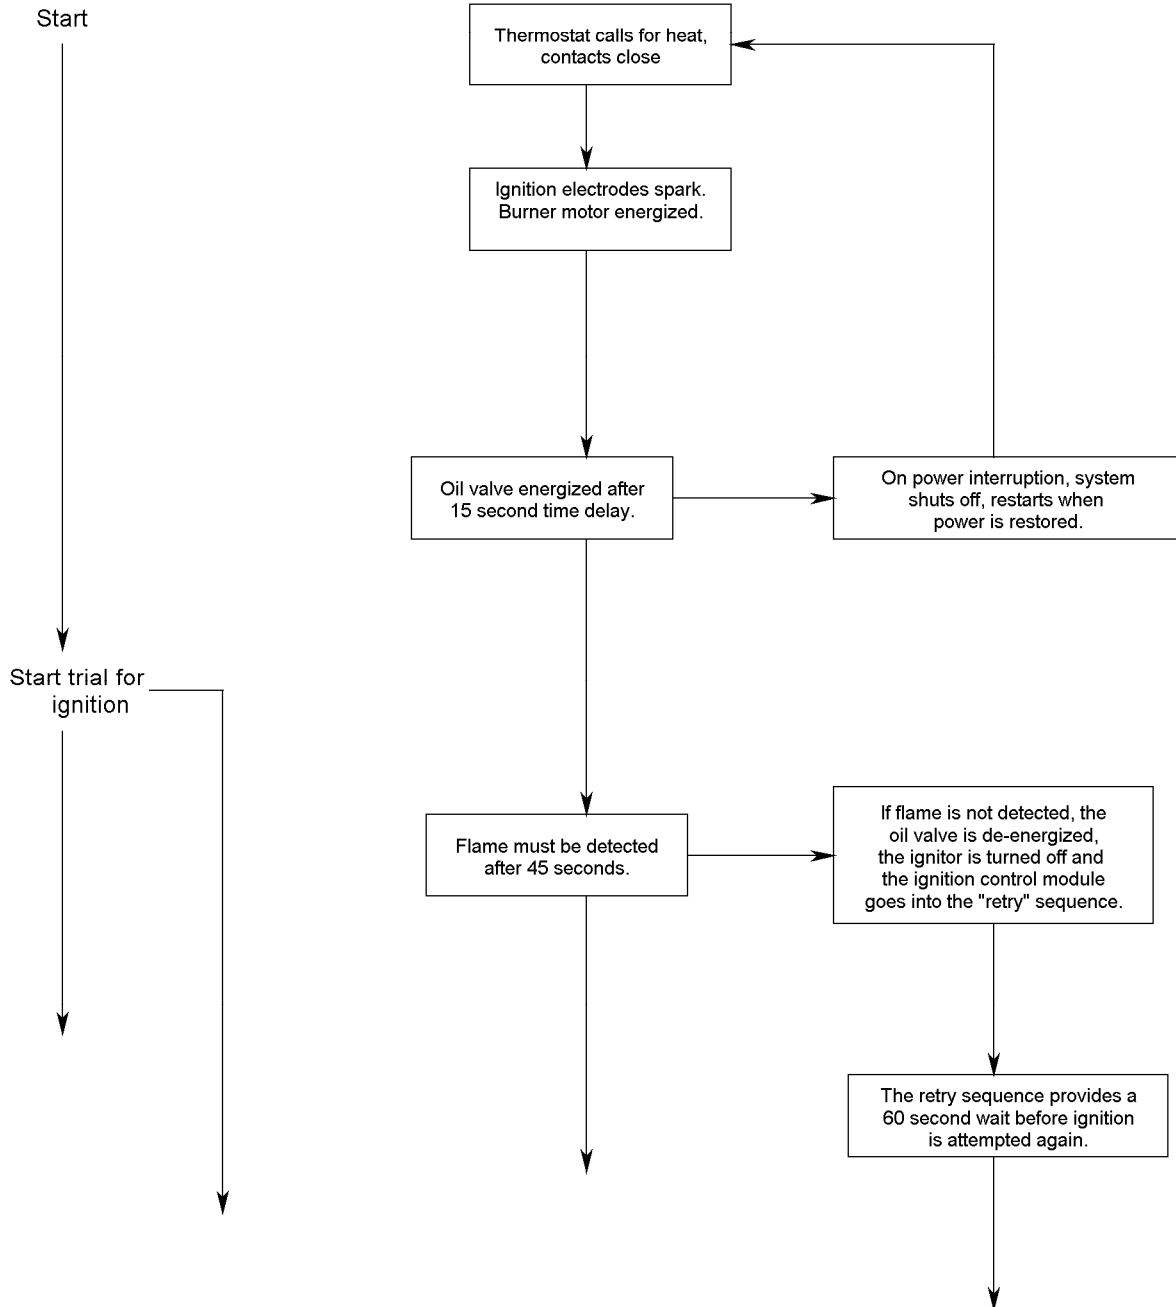 Start
Thermostat calls for heat,
contacts close
Ignition electrodes spark.
Burner motor energized.
Oil valve energized after
15 second time delay.
On power interruption, system
shuts off, restarts when
power is restored.
Start trial for
ignition
Flame must be detected
after 45 seconds.
If flame is not detected, the
oil valve is de-energized,
the ignitor is turned off and
the ignition control module
goes into the "retry" sequence.
The retry sequence provides a
60 second wait before ignition
is attempted again.